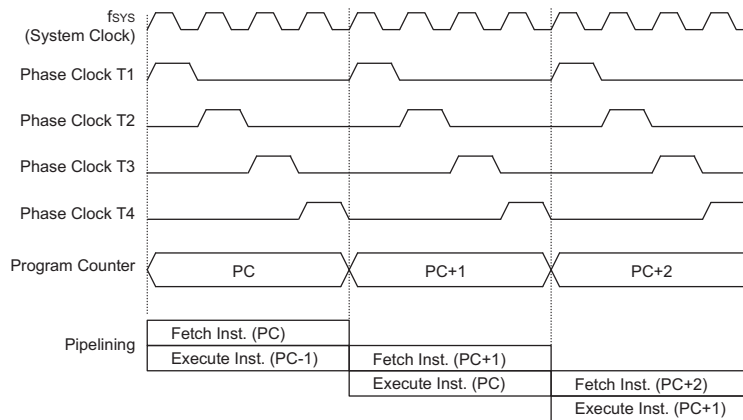 fSYS
(System Clock)
Phase Clock T1
Phase Clock T2
Phase Clock T3
Phase Clock T4
Program Counter
PC
PC+1
PC+2
Pipelining
Fetch Inst. (PC)
Execute Inst. (PC-1)
Fetch Inst. (PC+1)
Execute Inst. (PC)
Fetch Inst. (PC+2)
Execute Inst. (PC+1)